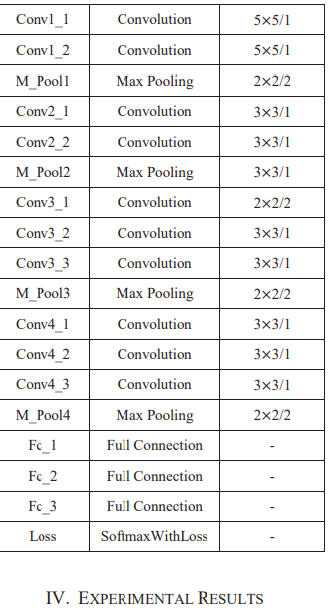 Conv1_1 Convolution 5×5/1
Conv1_2 Convolution 5×5/1
M_Pool1 Max Pooling 2×2/2
Conv2_1 Convolution 3×3/1
Conv2_2 Convolution 3×3/1
M_Pool2 Max Pooling 3×3/1
Conv3_1 Convolution 2×2/2
Conv3_2 Convolution 3×3/1
Conv3_3 Convolution 3×3/1
M_Pool3 Max Pooling 2×2/2
Conv4_1 Convolution 3×3/1
Conv4_2 Convolution 3×3/1
Conv4_3 Convolution 3×3/1
M_Pool4 Max Pooling 2×2/2
Fc_1 Full Connection -
Fc_2 Full Connection -
Fc_3 Full Connection -
Loss SoftmaxWithLoss -
IV. EXPERIMENTAL RESULTS